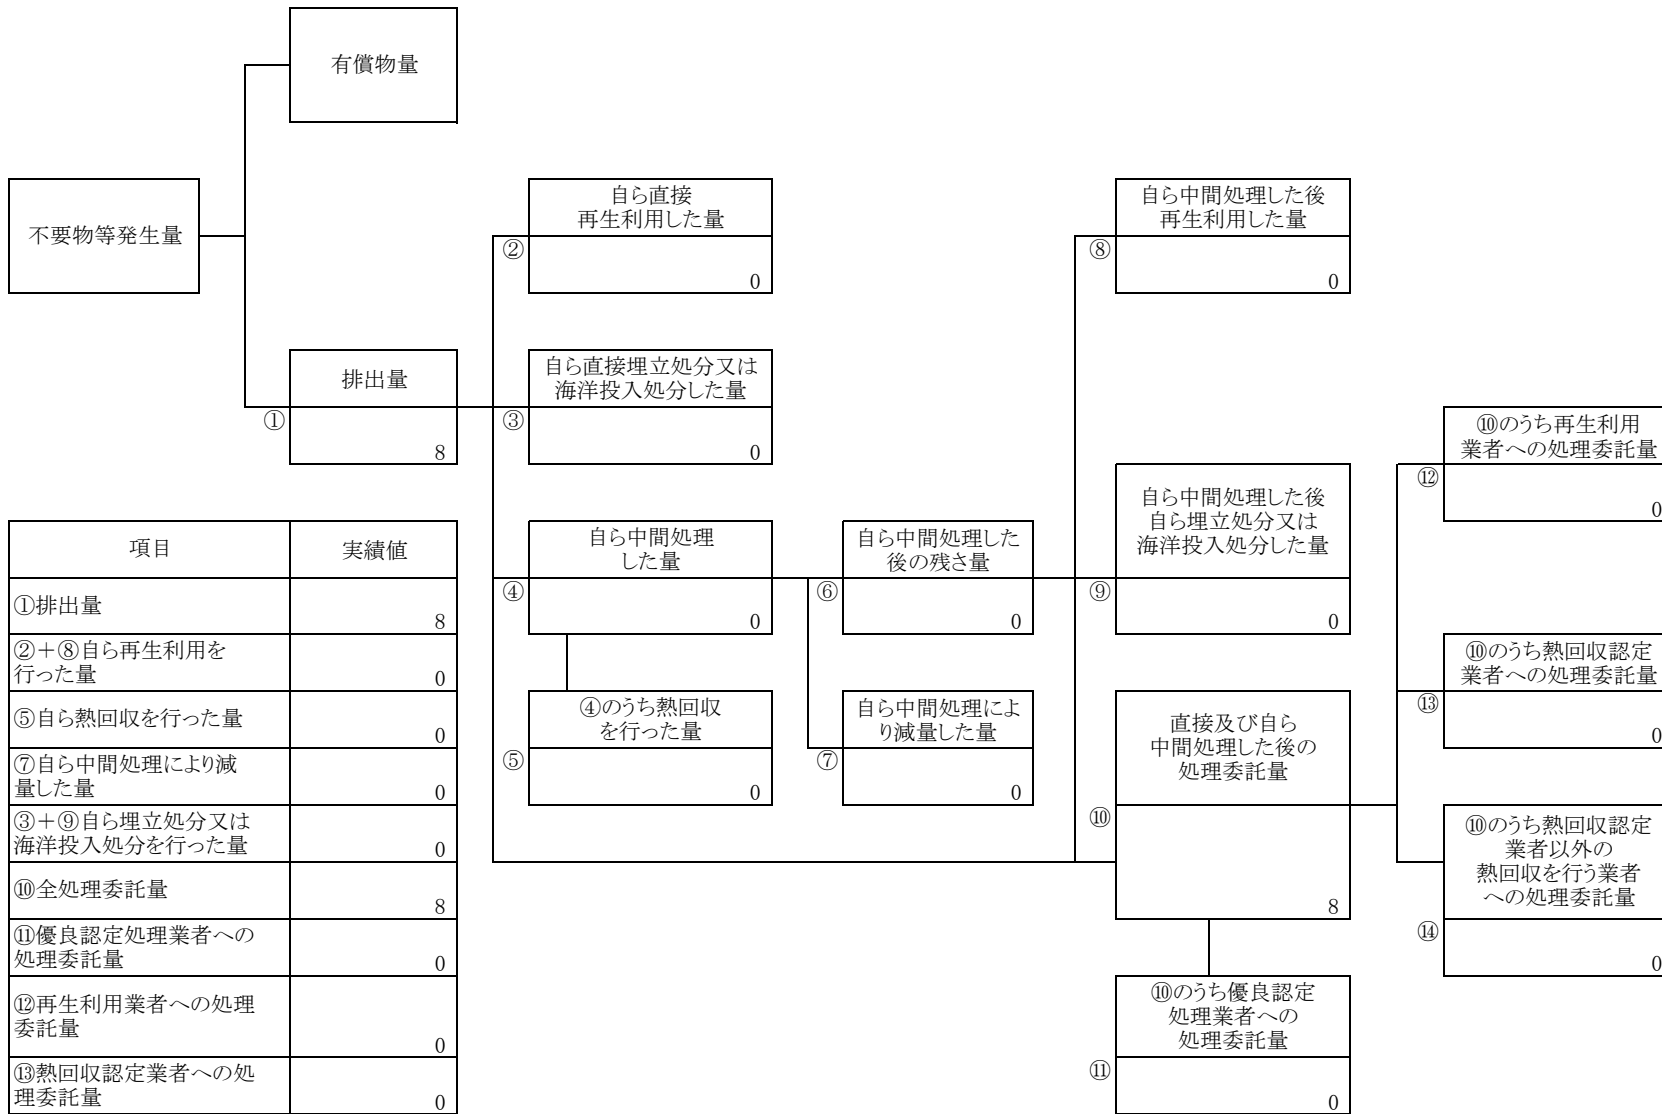 有償物量
不要物等発生量
自ら直接
再生利用した量
②
0
自ら中間処理した後
再生利用した量
⑧
0
排出量
①
8
自ら直接埋立処分又は
海洋投入処分した量
③
0
⑩のうち再生利用
業者への処理委託量
⑫
0
自ら中間処理した後
自ら埋立処分又は
海洋投入処分した量
⑨
0
自ら中間処理
した量
④
0
自ら中間処理した
後の残さ量
⑥
0
⑩のうち熱回収認定
業者への処理委託量
⑬
0
④のうち熱回収
を行った量
⑤
0
自ら中間処理によ
り減量した量
⑦
0
直接及び自ら
中間処理した後の
処理委託量
⑩
8
⑩のうち熱回収認定
業者以外の
熱回収を行う業者
への処理委託量
⑭
0
⑩のうち優良認定
処理業者への
処理委託量
⑪
0
項目 実績値
①排出量 8
②+⑧自ら再生利用を
行った量 0
⑤自ら熱回収を行った量 0
⑦自ら中間処理により減
量した量 0
③+⑨自ら埋立処分又は
海洋投入処分を行った量 0
⑩全処理委託量 8
⑪優良認定処理業者への
処理委託量 0
⑫再生利用業者への処理
委託量 0
⑬熱回収認定業者への処
理委託量 0